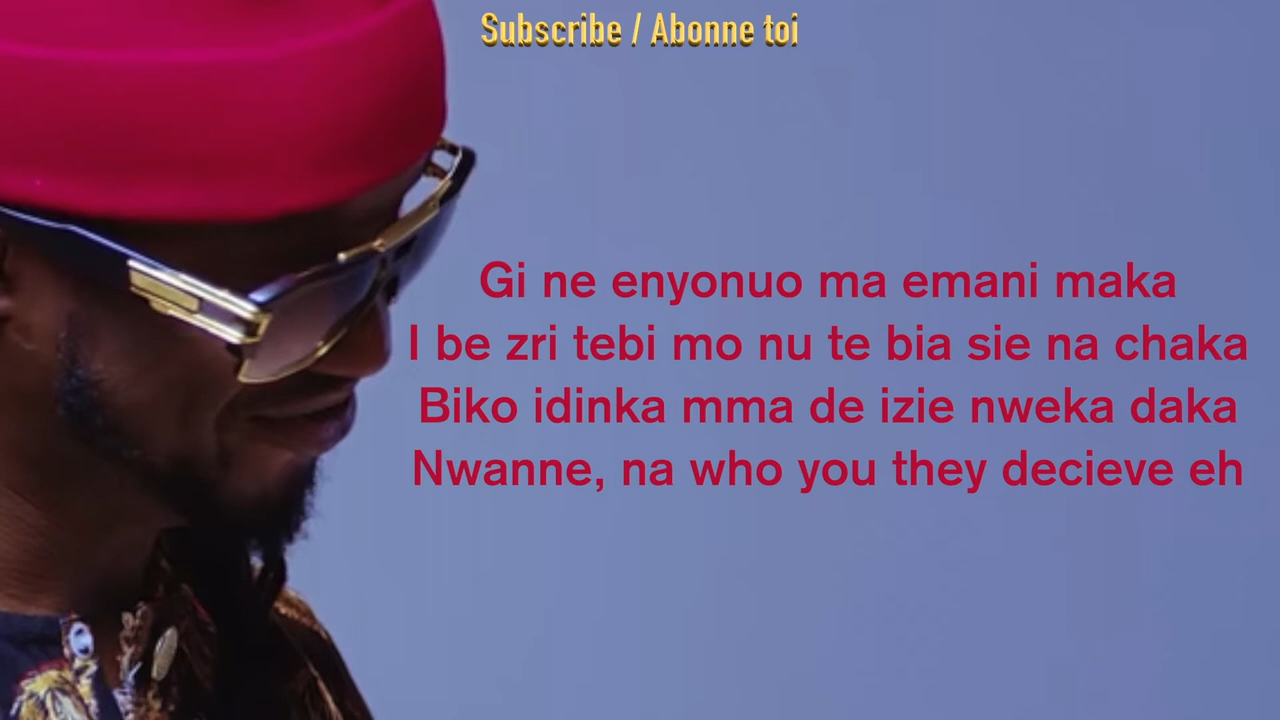 Subscribe / Abonne toi
Gi ne enyonuo ma emani maka
I be zri tebi mo nu te bia sie na chaka
Biko idinka mma de izie nweka daka
Nwanne, na who you they decieve eh